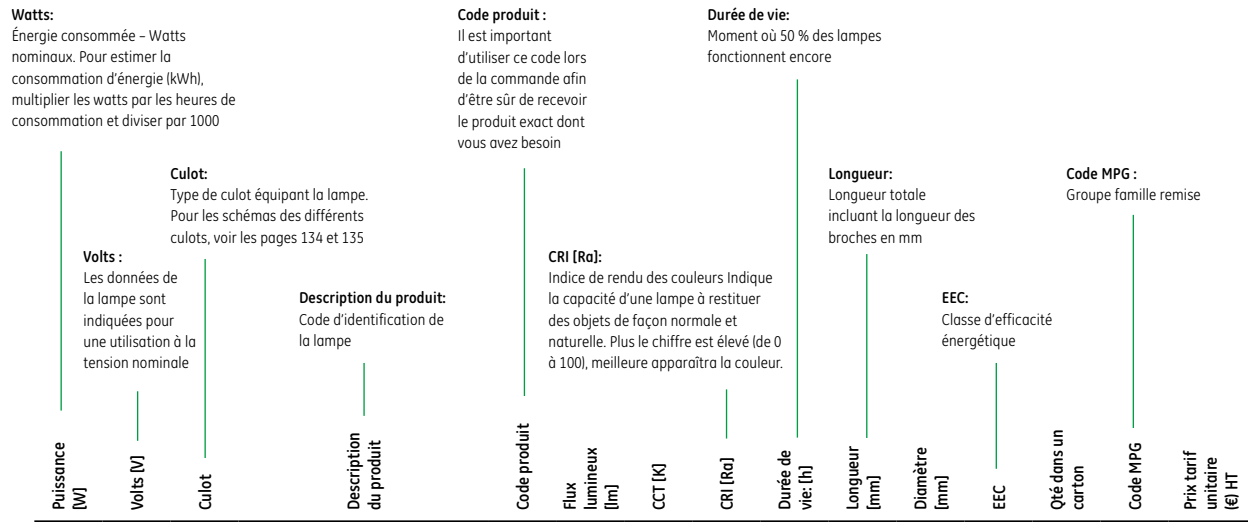 Watts:
Énergie consommée – Watts
nominaux. Pour estimer la
consommation d'énergie (kWh),
multiplier les watts par les heures de
consommation et diviser par 1000
Code produit :
Il est important
d'utiliser ce code lors
de la commande afin
d'être sûr de recevoir
le produit exact dont
vous avez besoin
Durée de vie:
Moment où 50 % des lampes
fonctionnent encore
Culot:
Type de culot équipant la lampe.
Pour les schémas des différents
culots, voir les pages 134 et 135
Longueur:
Longueur totale
incluant la longueur des
broches en mm
Code MPG :
Groupe famille remise
Volts :
Les données de
la lampe sont
indiquées pour
une utilisation à la
tension nominale
Description du produit:
Code d'identification de
la lampe
CRI [Ra]:
Indice de rendu des couleurs Indique
la capacité d'une lampe à restituer
des objets de façon normale et
naturelle. Plus le chiffre est élevé (de 0
à 100), meilleure apparaîtra la couleur.
EEC:
Classe d'efficacité
énergétique
Puissance
[W]
Volts [V]
Culot
Description
du produit
Code produit
Flux
lumineux
[lm]
CCT [K]
CRI [Ra]
Durée de
vie: [h]
Longueur
[mm]
Diamètre
[mm]
EEC
Qté dans un
carton
Code MPG
Prix tarif
unitaire
(€) HT